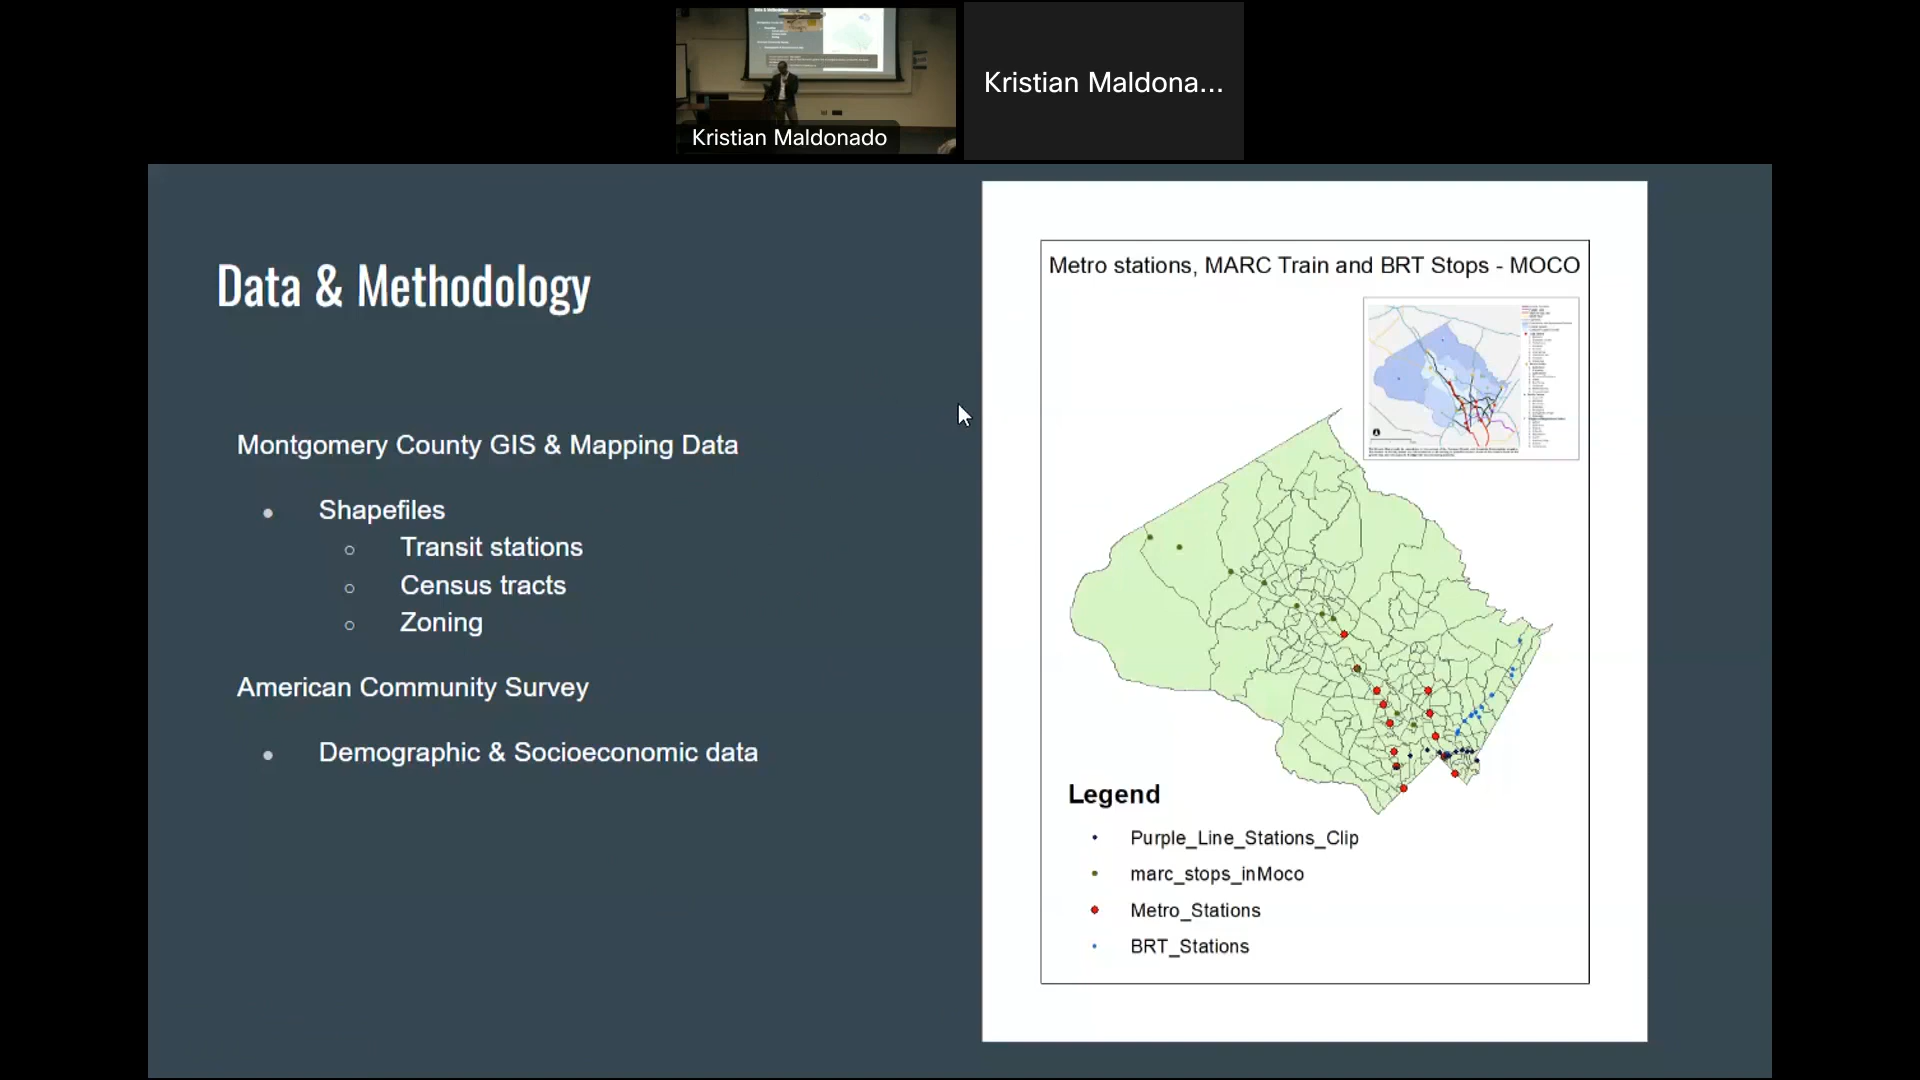 Kristian Maldonado
Kristian Maldona...
Data & Methodology
Montgomery County GIS & Mapping Data
Shapefiles
Transit stations
Census tracts
Zoning
American Community Survey
Demographic & Socioeconomic data
Metro stations, MARC Train and BRT Stops - MOCO
Legend
Purple_Line_Stations_Clip
marc_stops_inMoco
Metro_Stations
BRT_Stations